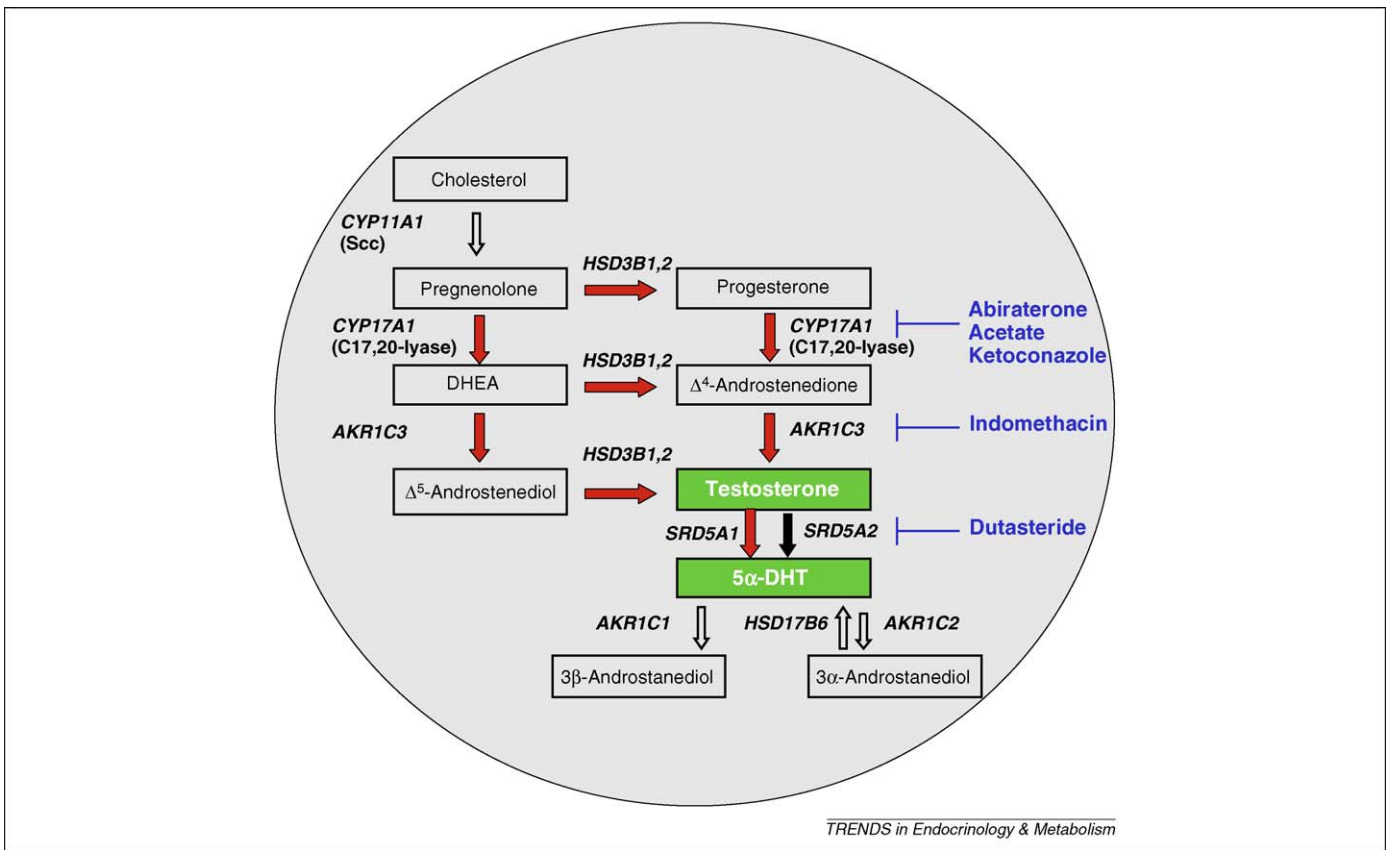 Cholesterol
CYP11A1
(Scc)
HSD3B1,2
Pregnenolone
Progesterone
CYP17A1
(C17,20-lyase)
CYP17A1
(C17,20-lyase)
Abiraterone
Acetate
Ketoconazole
HSD3B1,2
DHEA
Δ⁴-Androstenedione
AKR1C3
AKR1C3
Indomethacin
HSD3B1,2
Δ⁵-Androstenediol
Testosterone
SRD5A1
SRD5A2
Dutasteride
5α-DHT
AKR1C1
HSD17B6
AKR1C2
3β-Androstanediol
3α-Androstanediol
TRENDS in Endocrinology & Metabolism